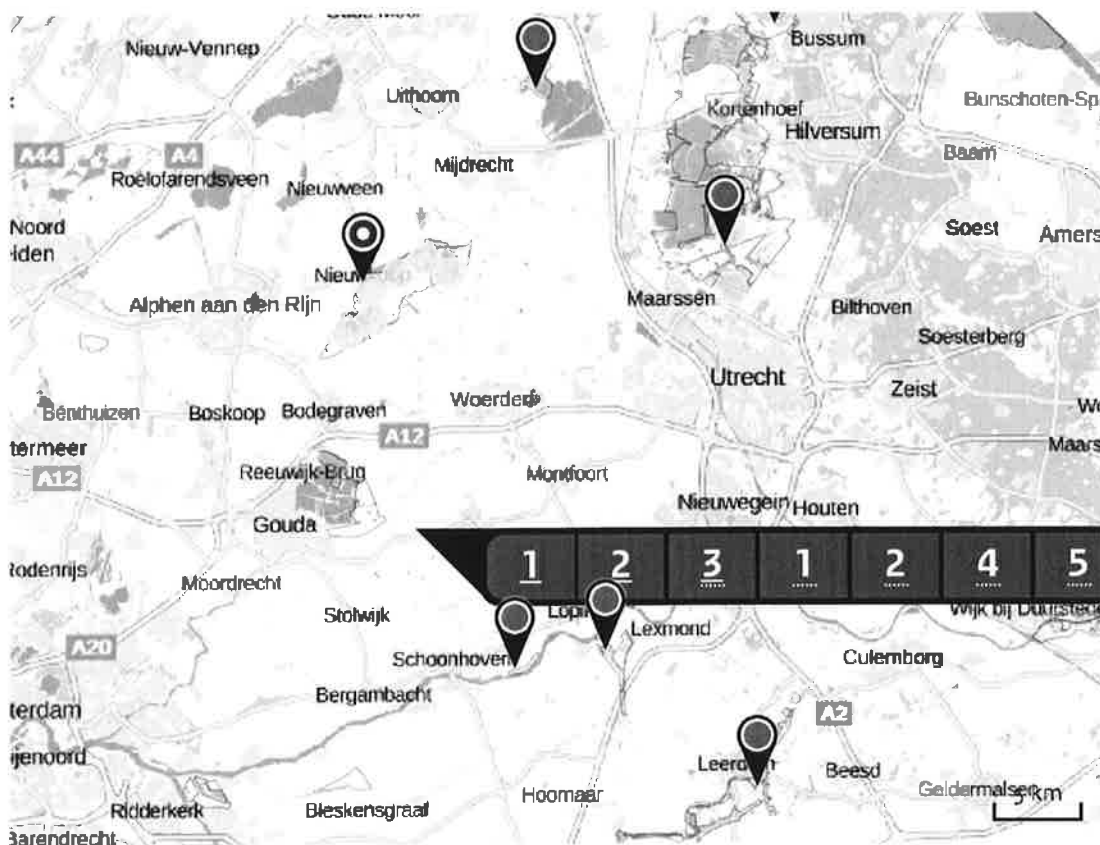 Nieuw-Vennep
Bussum
Uithoorn
Kortenhoef
Hilversum
A44
A4
Mijdrecht
Baarn
Roelofarendsveen
Nieuwveen
Noord
Soest
Amers
elden
Alphen aan den Rijn
Maarssen
Bilthoven
Soesterberg
Utrecht
Zeist
Benthuizen
Boskoop
Bodegraven
Woerden
termeer
A12
Maars
A12
Reeuwijk-Brug
Montfoort
Nieuwegein
Houten
Gouda
1 2 3 1 2 4 5
Rodenrijs
Moordrecht
Stolwijk
Lexmond
Wijk bij Duurstede
A20
Schoonhoven
Culemborg
Bergambacht
terdam
A2
ijenoord
Beesd
Geldermalsen
5 km
Ridderkerk
Bleskensgraaf
Hoornaar
Barendrecht